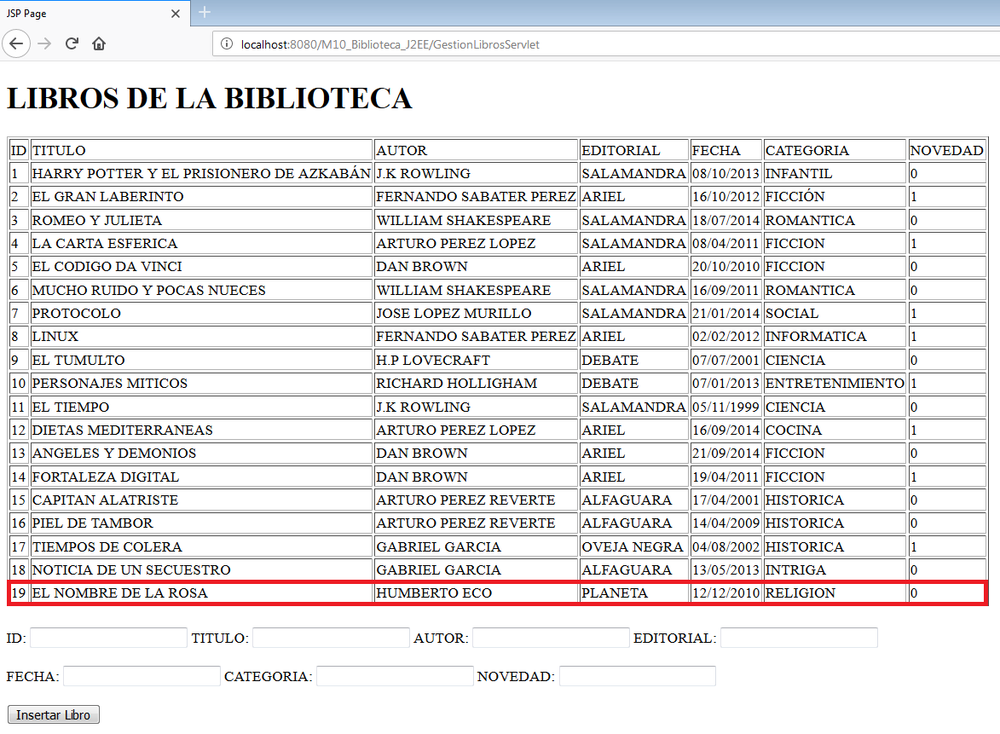 JSP Page
localhost:8080/M10_Biblioteca_J2EE/GestionLibrosServlet
LIBROS DE LA BIBLIOTECA
ID TITULO AUTOR EDITORIAL FECHA CATEGORIA NOVEDAD
1 HARRY POTTER Y EL PRISIONERO DE AZKABÁN J.K ROWLING SALAMANDRA 08/10/2013 INFANTIL 0
2 EL GRAN LABERINTO FERNANDO SABATER PEREZ ARIEL 16/10/2012 FICCIÓN 1
3 ROMEO Y JULIETA WILLIAM SHAKESPEARE SALAMANDRA 18/07/2014 ROMANTICA 0
4 LA CARTA ESFERICA ARTURO PEREZ LOPEZ SALAMANDRA 08/04/2011 FICCION 1
5 EL CODIGO DA VINCI DAN BROWN ARIEL 20/10/2010 FICCION 0
6 MUCHO RUIDO Y POCAS NUECES WILLIAM SHAKESPEARE SALAMANDRA 16/09/2011 ROMANTICA 0
7 PROTOCOLO JOSE LOPEZ MURILLO SALAMANDRA 21/01/2014 SOCIAL 1
8 LINUX FERNANDO SABATER PEREZ ARIEL 02/02/2012 INFORMATICA 1
9 EL TUMULTO H.P LOVECRAFT DEBATE 07/07/2001 CIENCIA 0
10 PERSONAJES MITICOS RICHARD HOLLIGHAM DEBATE 07/01/2013 ENTRETENIMIENTO 1
11 EL TIEMPO J.K ROWLING SALAMANDRA 05/11/1999 CIENCIA 0
12 DIETAS MEDITERRANEAS ARTURO PEREZ LOPEZ ARIEL 16/09/2014 COCINA 1
13 ANGELES Y DEMONIOS DAN BROWN ARIEL 21/09/2014 FICCION 0
14 FORTALEZA DIGITAL DAN BROWN ARIEL 19/04/2011 FICCION 1
15 CAPITAN ALATRISTE ARTURO PEREZ REVERTE ALFAGUARA 17/04/2001 HISTORICA 0
16 PIEL DE TAMBOR ARTURO PEREZ REVERTE ALFAGUARA 14/04/2009 HISTORICA 0
17 TIEMPOS DE COLERA GABRIEL GARCIA OVEJA NEGRA 04/08/2002 HISTORICA 1
18 NOTICIA DE UN SECUESTRO GABRIEL GARCIA ALFAGUARA 13/05/2013 INTRIGA 0
19 EL NOMBRE DE LA ROSA HUMBERTO ECO PLANETA 12/12/2010 RELIGION 0
ID: TITULO: AUTOR: EDITORIAL:
FECHA: CATEGORIA: NOVEDAD:
Insertar Libro